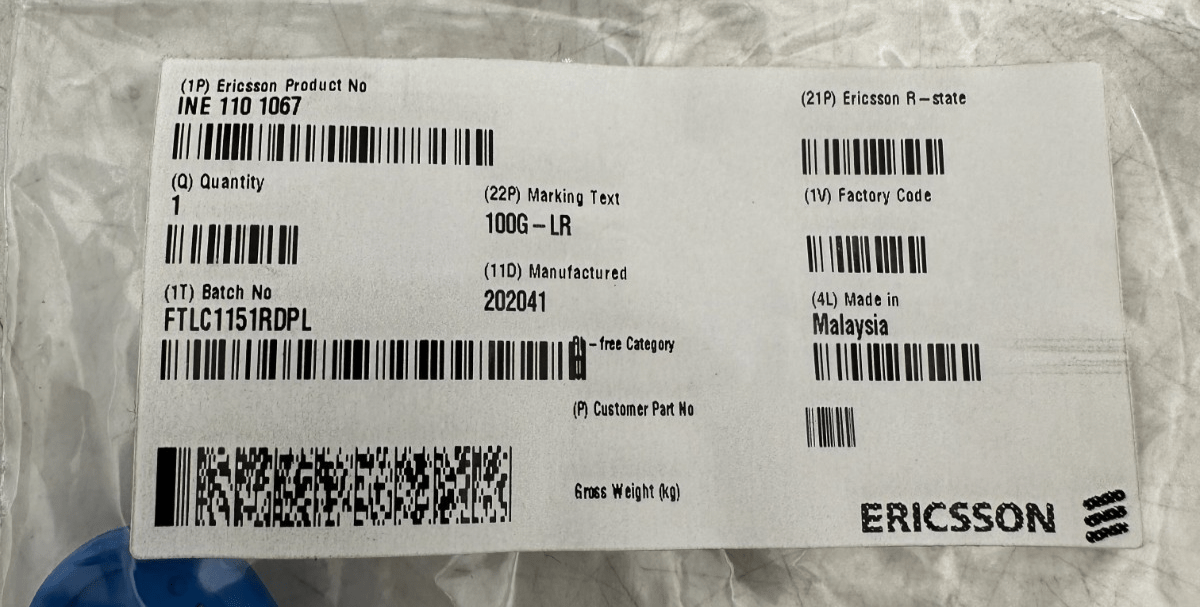 (1P) Ericsson Product No
INE 110 1067
(21P) Ericsson R-state
(Q) Quantity
1
(22P) Marking Text
100G-LR
(1V) Factory Code
(11D) Manufactured
202041
(1T) Batch No
FTLC1151RDPL
(4L) Made in
Malaysia
-free Category
(P) Customer Part No
Gross Weight (kg)
ERICSSON